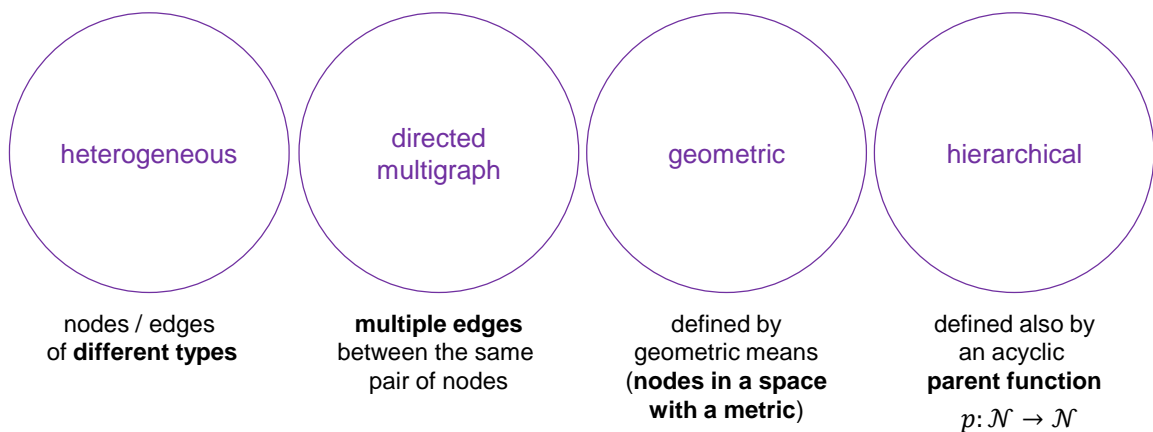 heterogeneous
nodes / edges
of different types
directed
multigraph
multiple edges
between the same
pair of nodes
geometric
defined by
geometric means
(nodes in a space
with a metric)
hierarchical
defined also by
an acyclic
parent function
𝑝: 𝒩 → 𝒩